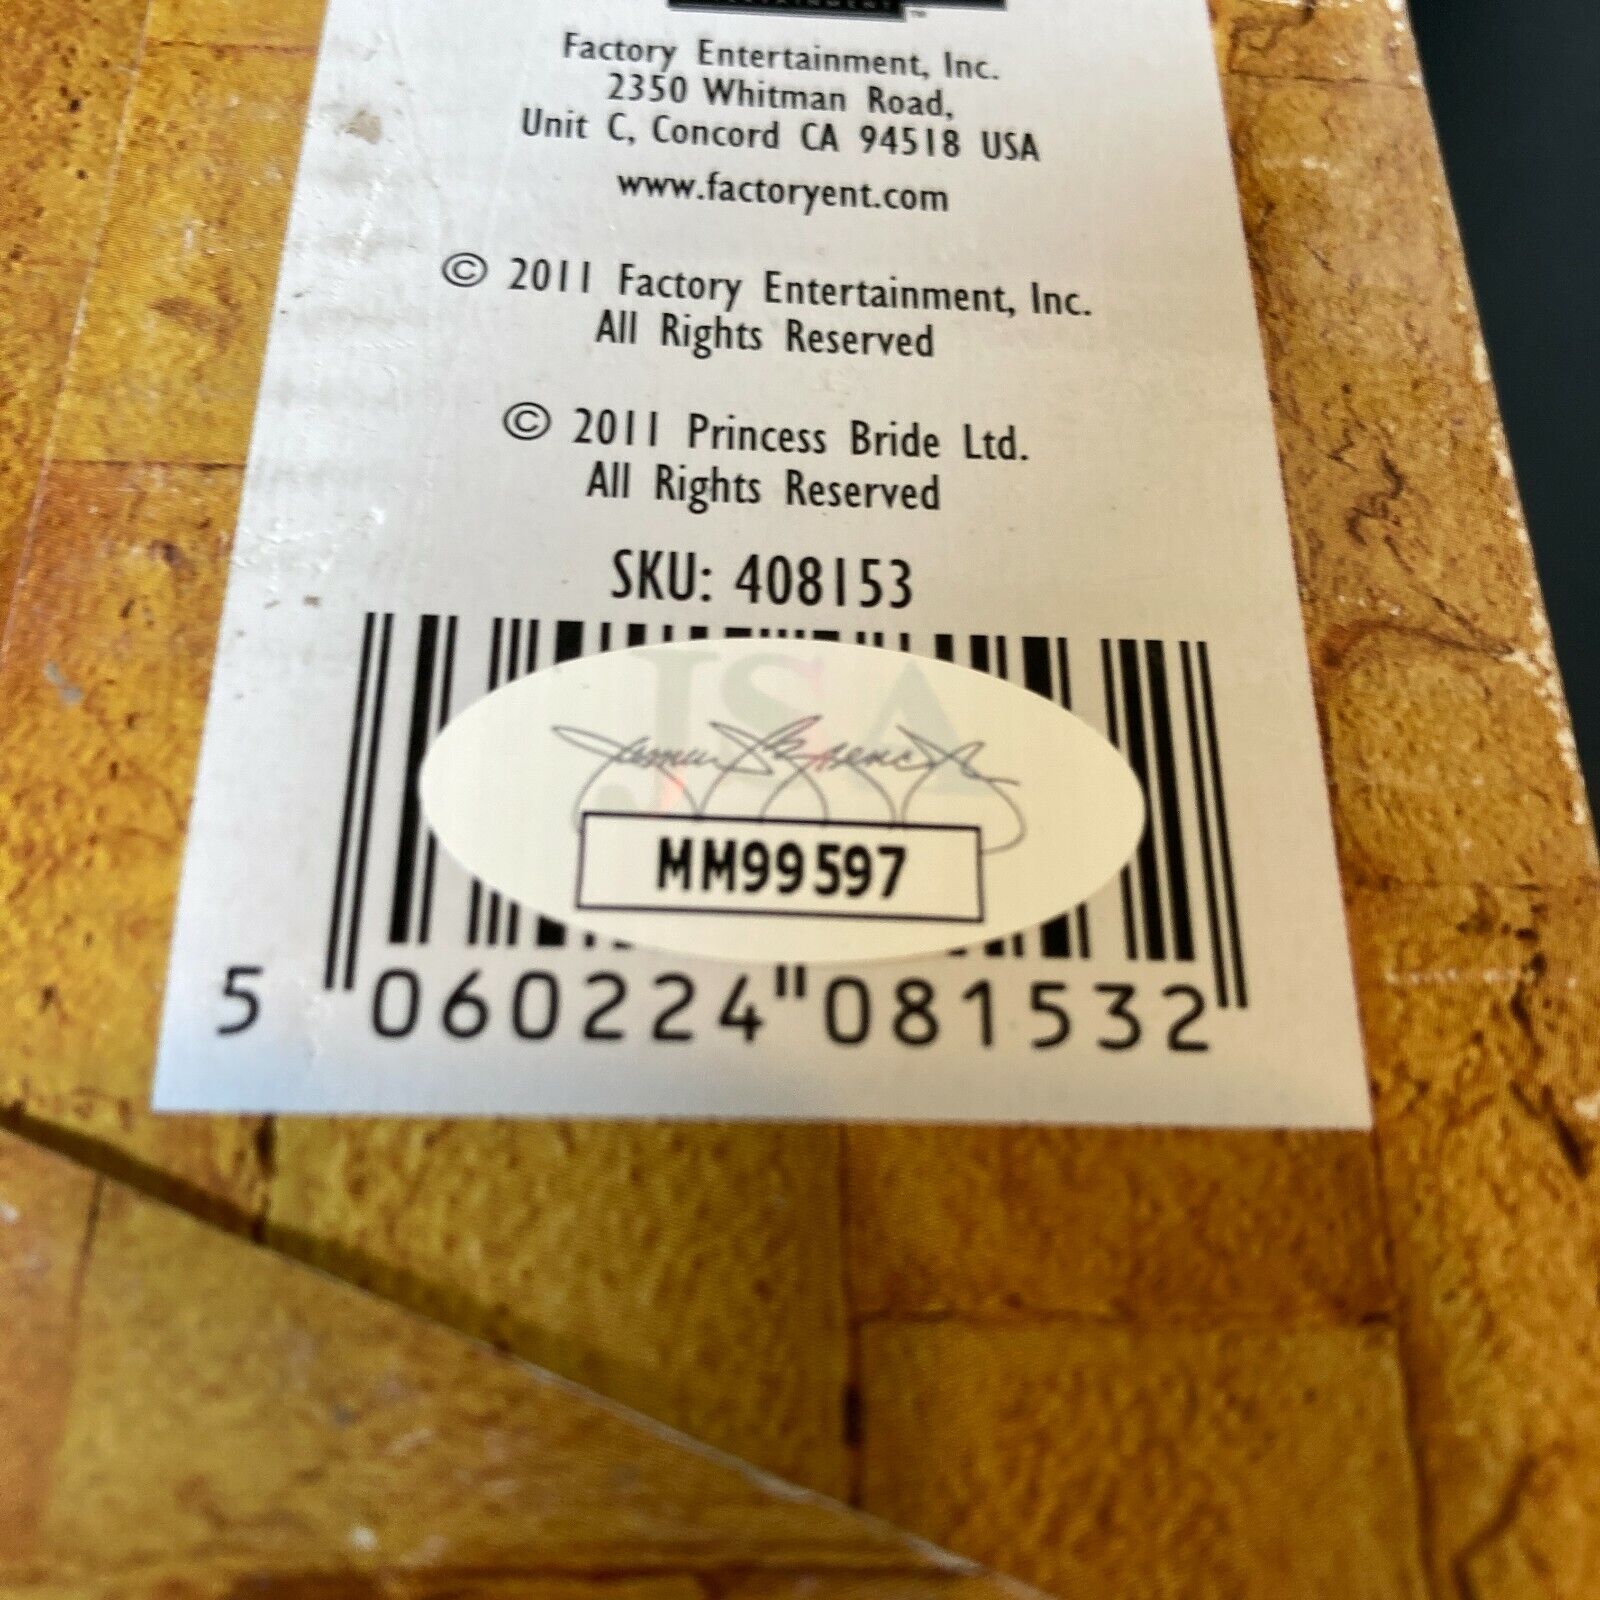 Factory Entertainment, Inc.
2350 Whitman Road,
Unit C, Concord CA 94518 USA
www.factoryent.com
© 2011 Factory Entertainment, Inc.
All Rights Reserved
© 2011 Princess Bride Ltd.
All Rights Reserved
SKU: 408153
JSA
MM99597
5 060224 081532